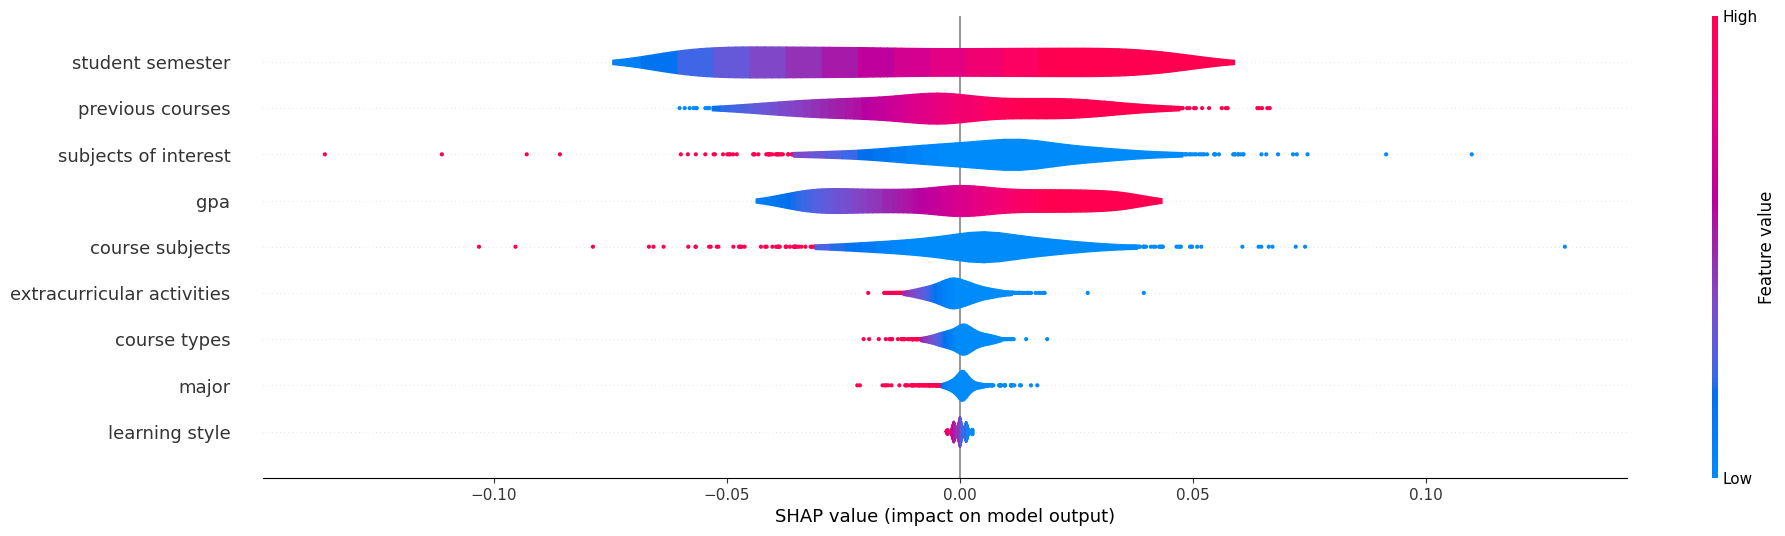 High
student semester
previous courses
subjects of interest
gpa
course subjects
extracurricular activities
course types
major
learning style
Feature value
Low
−0.10 −0.05 0.00 0.05 0.10
SHAP value (impact on model output)